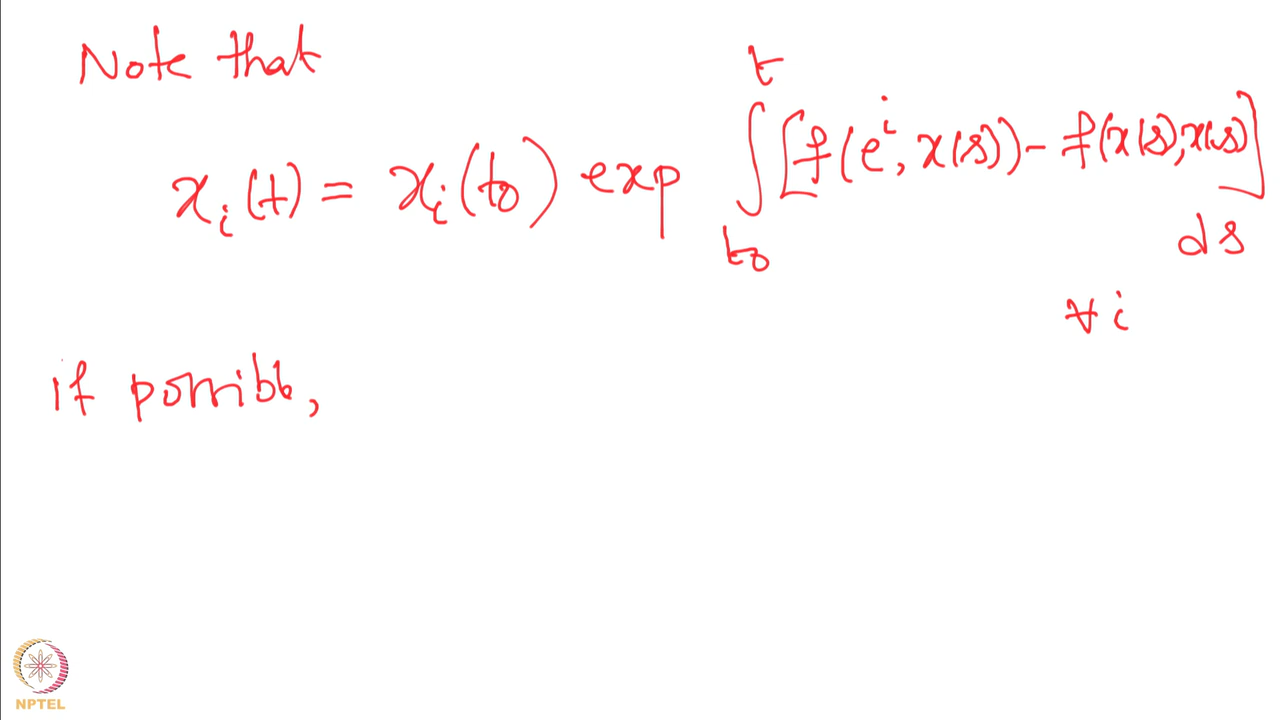 Note that
x_i(t) = x_i(t_0) exp ∫_{t_0}^{t} [f(e^i, x(s)) - f(x(s), x(s)] ds
∀ i
if possible,
NPTEL